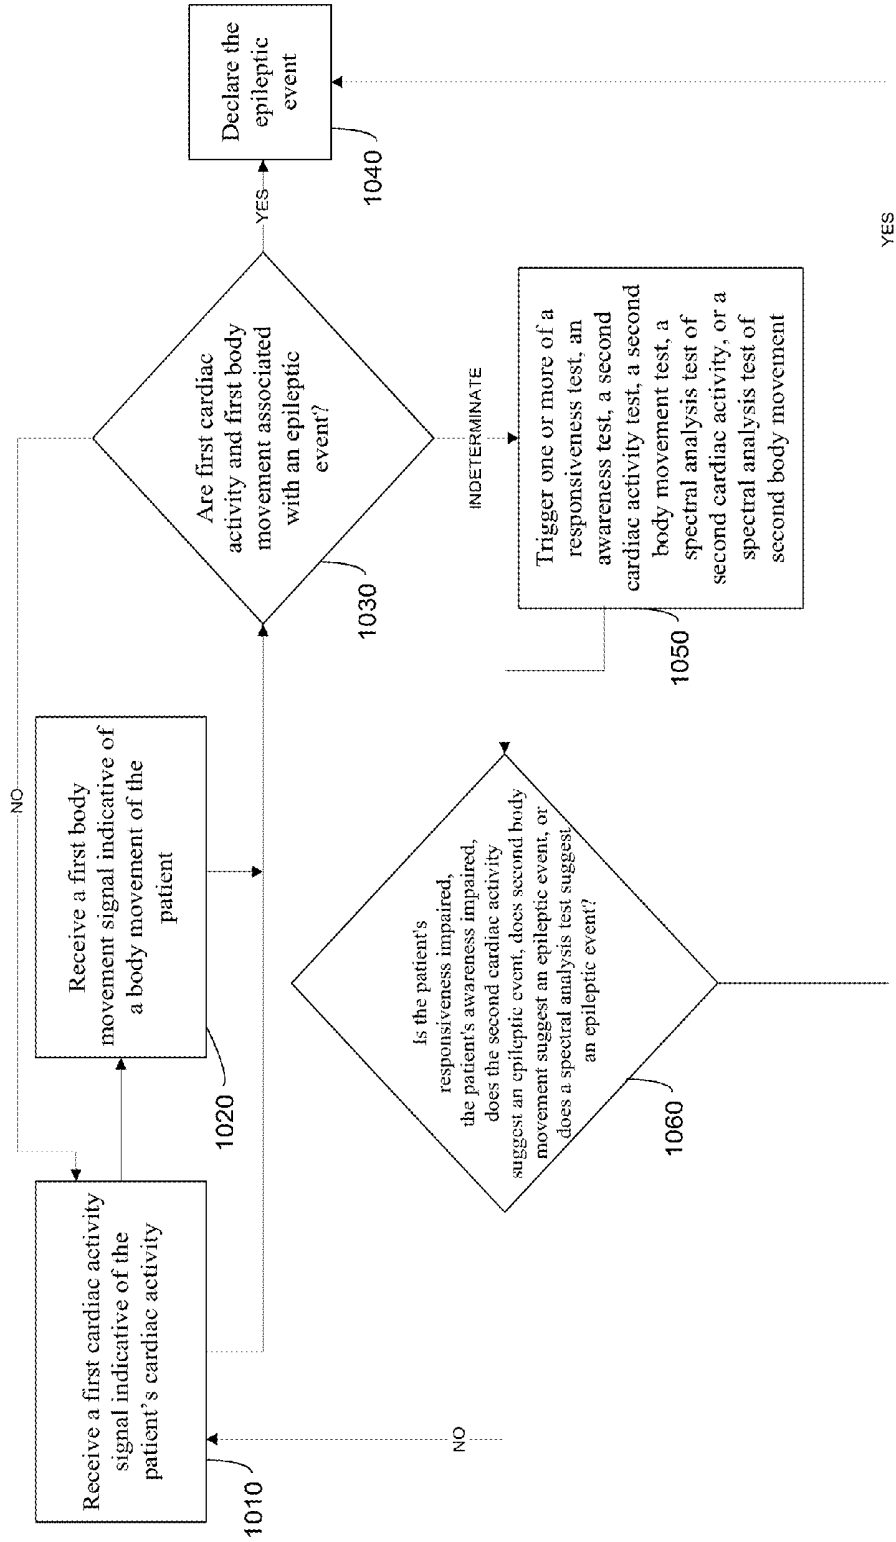 Receive a first cardiac activity
signal indicative of the
patient's cardiac activity
1010
Receive a first body
movement signal indicative of
a body movement of the
patient
1020
NO
Are first cardiac
activity and first body
movement associated
with an epileptic
event?
1030
YES
Declare the
epileptic
event
1040
INDETERMINATE
Trigger one or more of a
responsiveness test, an
awareness test, a second
cardiac activity test, a second
body movement test, a
spectral analysis test of
second cardiac activity, or a
spectral analysis test of
second body movement
1050
Is the patient's
responsiveness impaired,
the patient's awareness impaired,
does the second cardiac activity
suggest an epileptic event, does second body
movement suggest an epileptic event, or
does a spectral analysis test suggest
an epileptic event?
1060
NO
YES